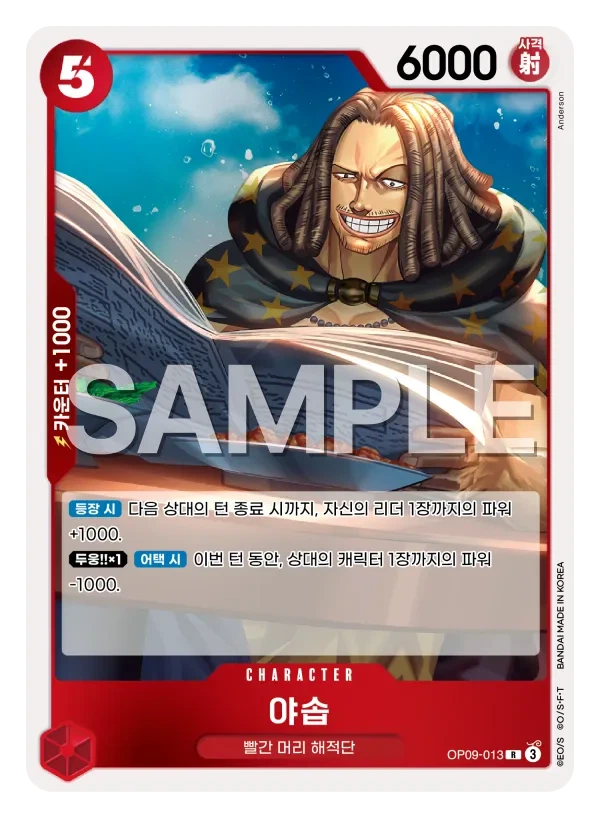 5
6000
사격
射
Anderson
⚡카운터 +1000
SAMPLE
등장 시 다음 상대의 턴 종료 시까지, 자신의 리더 1장까지의 파워
+1000.
두웅!!×1 어택 시 이번 턴 동안, 상대의 캐릭터 1장까지의 파워
-1000.
CHARACTER
야솝
빨간 머리 해적단
OP09-013 R 3
©EO/S ©O/S·F·T BANDAI MADE IN KOREA